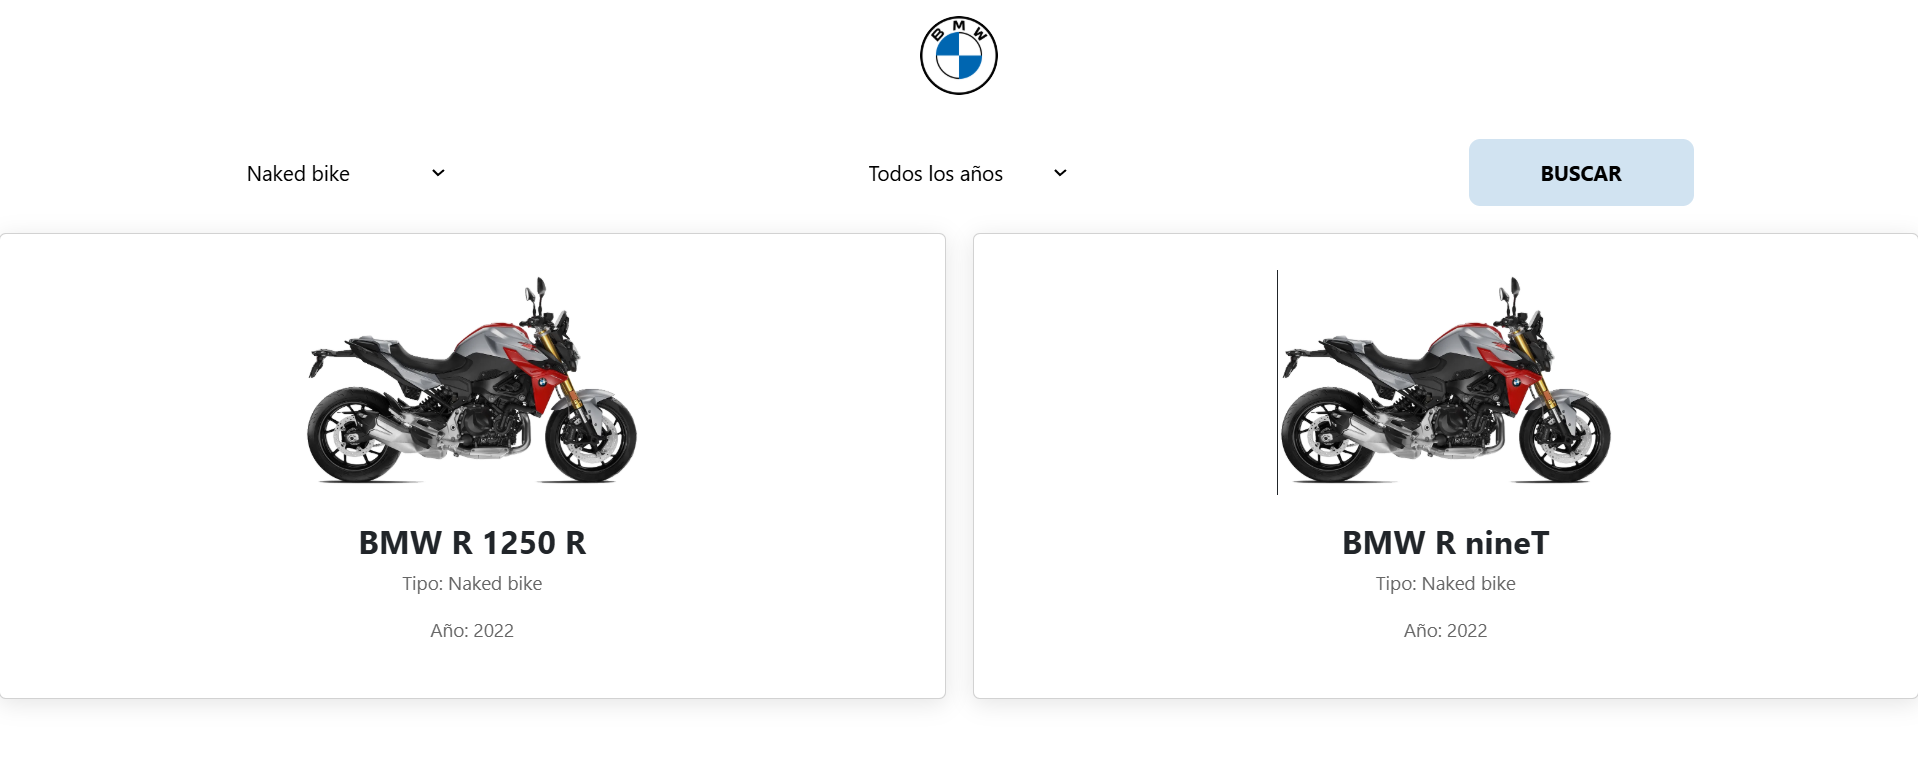 BMW
Naked bike
Todos los años
BUSCAR
BMW R 1250 R
Tipo: Naked bike
Año: 2022
BMW R nineT
Tipo: Naked bike
Año: 2022